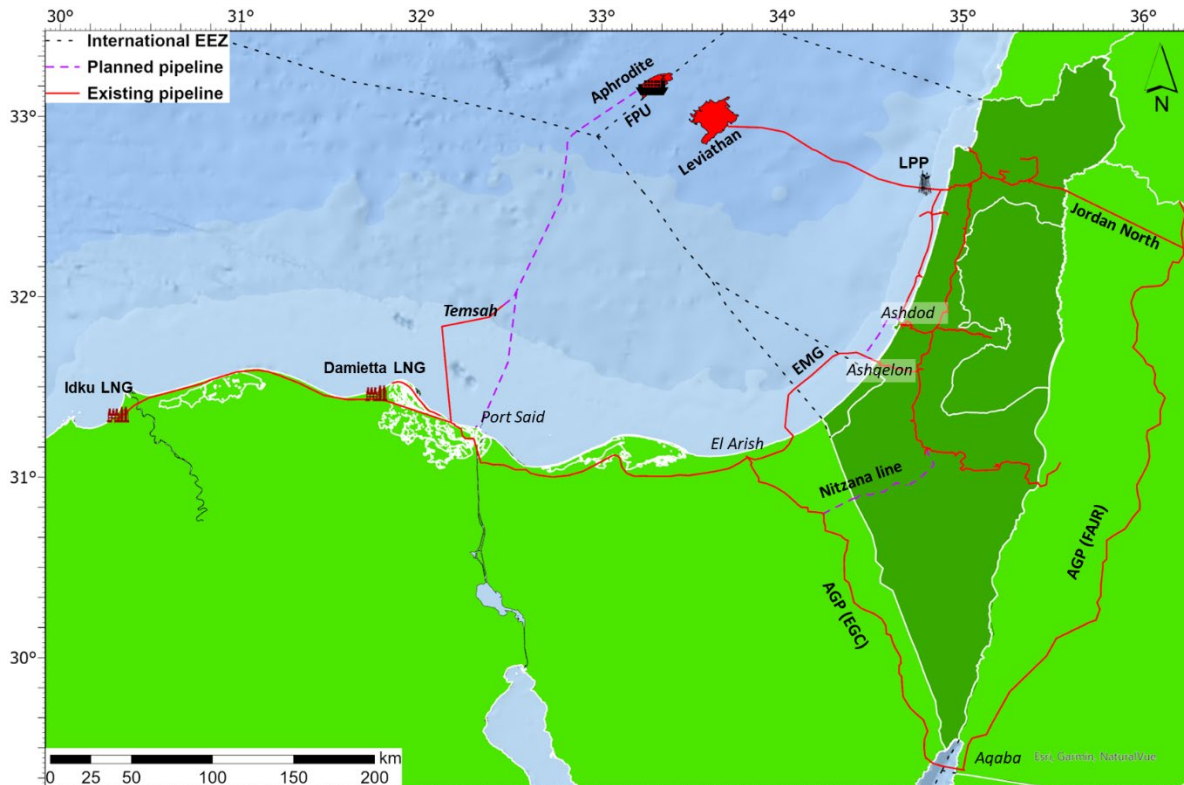 30
31
32
33
34
35
36°
International EEZ
Planned pipeline
Existing pipeline
N
Aphrodite
FPU
Leviathan
33°
LPP
Jordan North
32°
Temsah
Ashdod
EMG
Ashqelon
Damietta LNG
Idku LNG
Port Said
El Arish
31°
Nitzana line
AGP (FAJR)
AGP (EGC)
30°
Aqaba
Esri, Garmin, NaturalVue
km
0 25 50 100 150 200